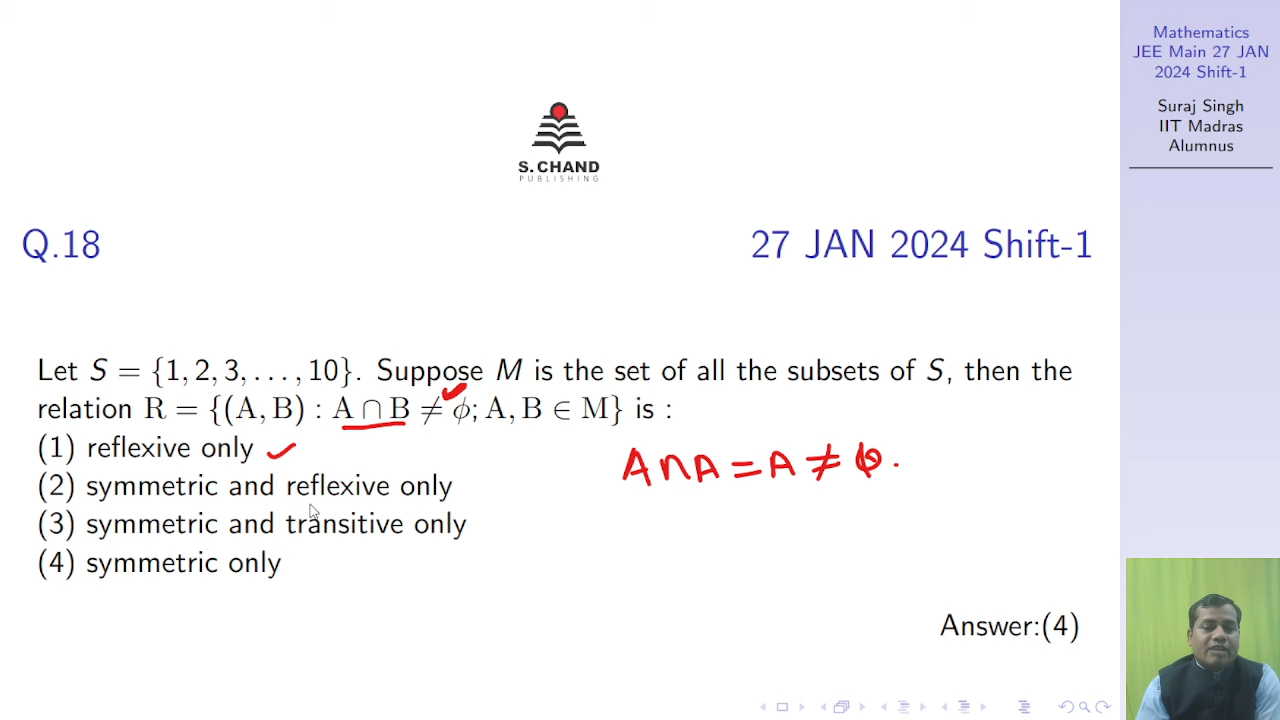 Mathematics
JEE Main 27 JAN
2024 Shift-1
Suraj Singh
IIT Madras
Alumnus
S. CHAND
PUBLISHING
Q.18 27 JAN 2024 Shift-1
Let S = {1, 2, 3, . . . , 10}. Suppose M is the set of all the subsets of S, then the
relation R = {(A, B) : A ∩ B ≠ ϕ; A, B ∈ M} is :
(1) reflexive only
A∩A = A ≠ ϕ.
(2) symmetric and reflexive only
(3) symmetric and transitive only
(4) symmetric only
Answer:(4)